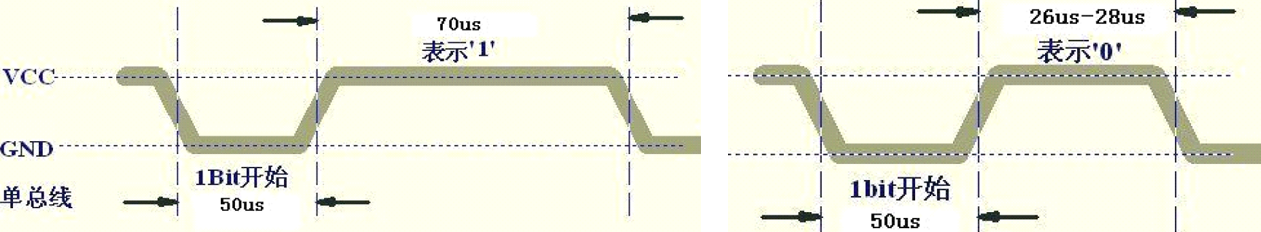 70us
表示'1'
VCC
GND
1Bit开始
单总线
50us
26us-28us
表示'0'
1bit开始
50us